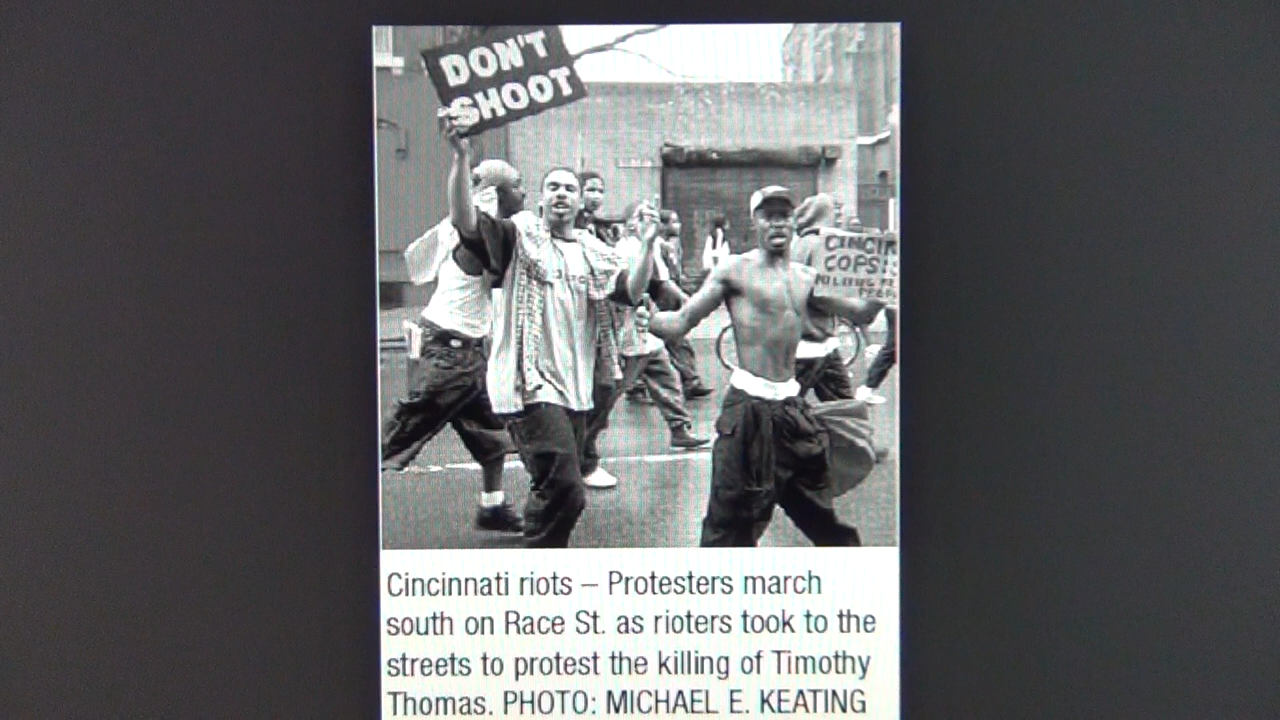 DON'T
SHOOT
COPS
Cincinnati riots – Protesters march
south on Race St. as rioters took to the
streets to protest the killing of Timothy
Thomas. PHOTO: MICHAEL E. KEATING